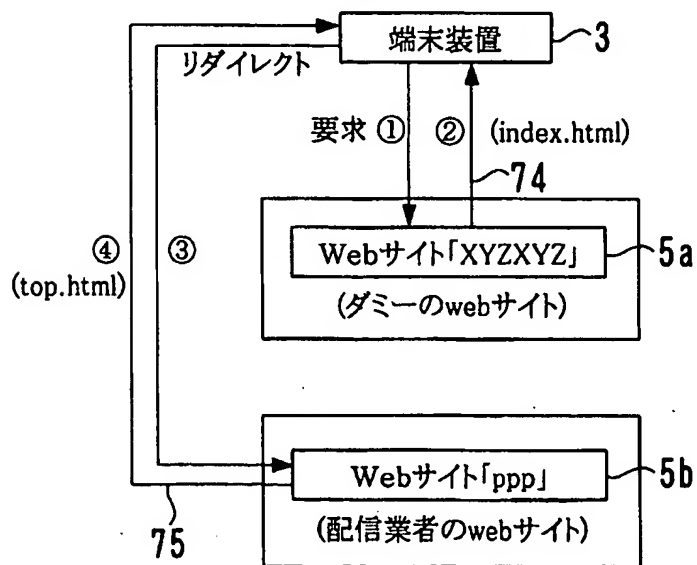 端末装置 3
リダイレクト
要求 ① ② (index.html)
74
④ ③
(top.html)
Webサイト「XYZXYZ」 5a
(ダミーのwebサイト)
Webサイト「ppp」 5b
(配信業者のwebサイト)
75